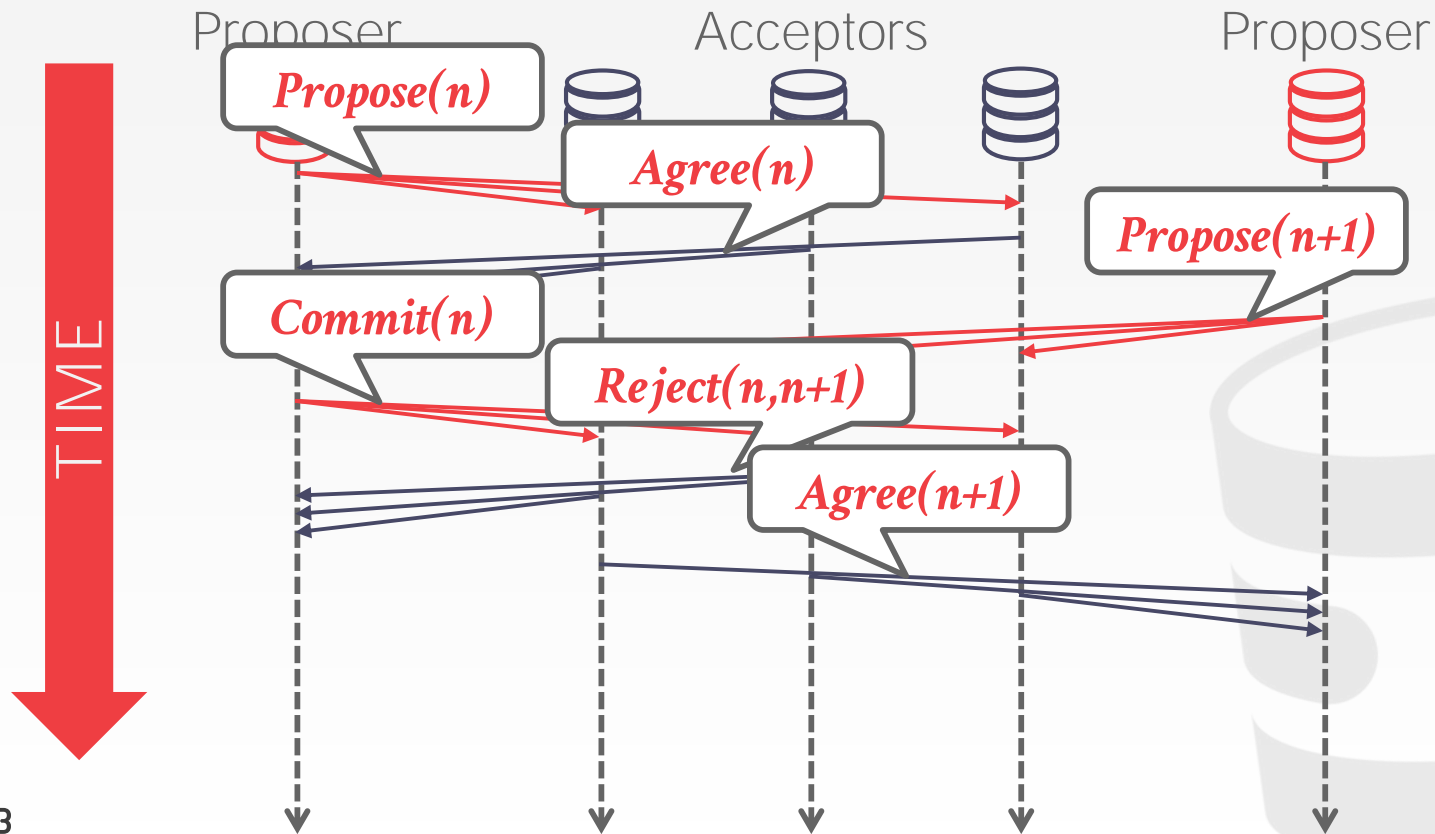 Proposer
Acceptors
Proposer
Propose(n)
Agree(n)
Propose(n+1)
Commit(n)
TIME
Reject(n,n+1)
Agree(n+1)